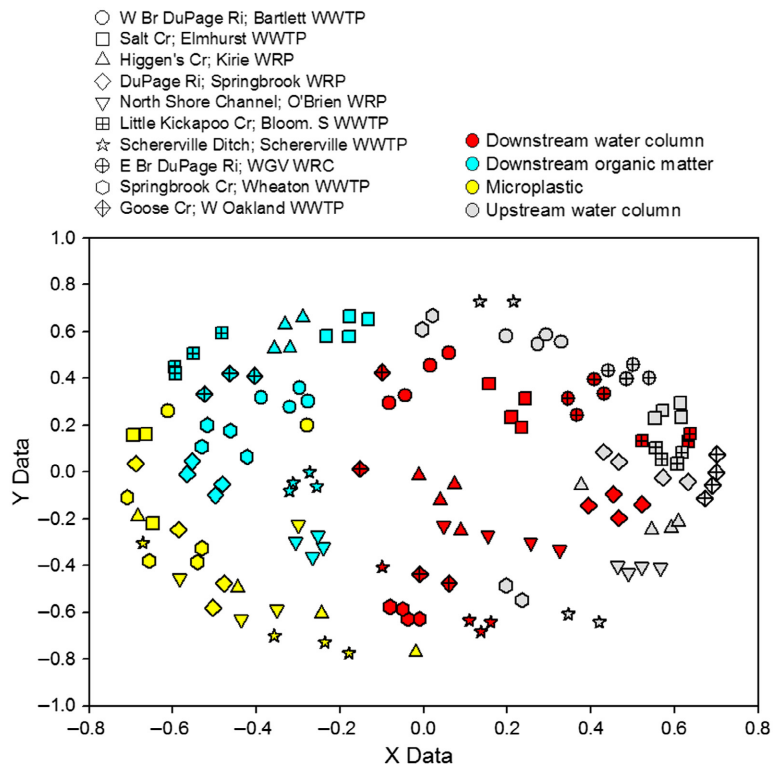 W Br DuPage Ri; Bartlett WWTP
Salt Cr; Elmhurst WWTP
Higgen's Cr; Kirie WRP
DuPage Ri; Springbrook WRP
North Shore Channel; O'Brien WRP
Little Kickapoo Cr; Bloom. S WWTP
Schererville Ditch; Schererville WWTP
E Br DuPage Ri; WGV WRC
Springbrook Cr; Wheaton WWTP
Goose Cr; W Oakland WWTP
Downstream water column
Downstream organic matter
Microplastic
Upstream water column
1.0
0.8
0.6
0.4
0.2
0.0
−0.2
−0.4
−0.6
−0.8
−1.0
Y Data
−0.8 −0.6 −0.4 −0.2 0.0 0.2 0.4 0.6 0.8
X Data